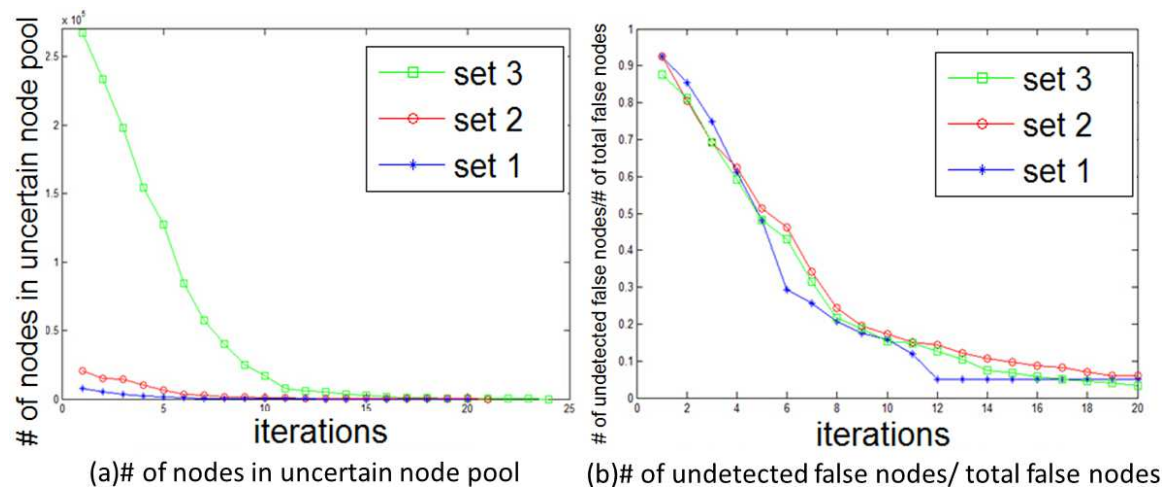 x 10⁵
# of nodes in uncertain node pool
2.5
2
1.5
1
0.5
0
0 5 10 15 20 25
iterations
set 3
set 2
set 1
(a)# of nodes in uncertain node pool
# of undetected false nodes/# of total false nodes
1
0.9
0.8
0.7
0.6
0.5
0.4
0.3
0.2
0.1
0
2 4 6 8 10 12 14 16 18 20
iterations
set 3
set 2
set 1
(b)# of undetected false nodes/ total false nodes